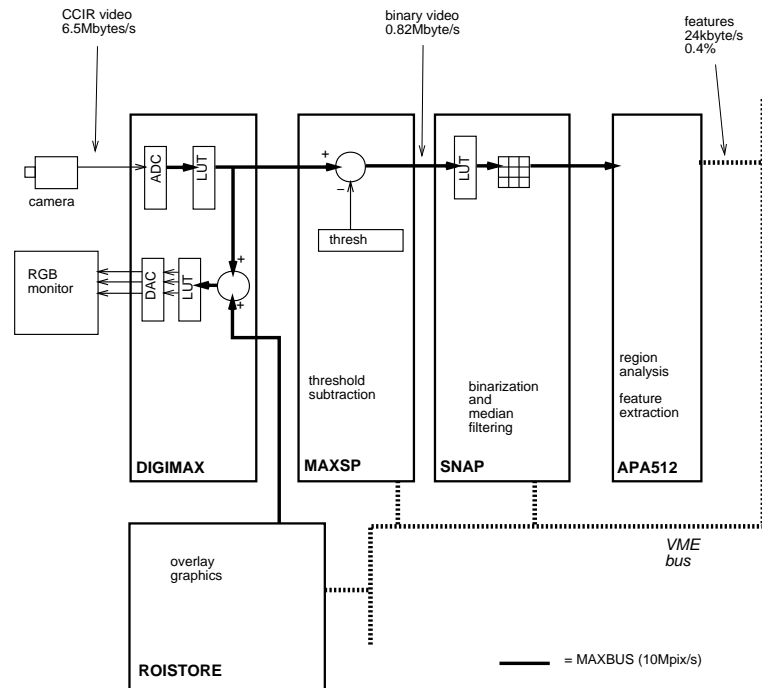 CCIR video
6.5Mbytes/s
binary video
0.82Mbyte/s
features
24kbyte/s
0.4%
camera
ADC
LUT
+
−
thresh
LUT
RGB
monitor
DAC
LUT
+
+
threshold
subtraction
binarization
and
median
filtering
region
analysis
feature
extraction
DIGIMAX
MAXSP
SNAP
APA512
overlay
graphics
ROISTORE
VME
bus
= MAXBUS (10Mpix/s)